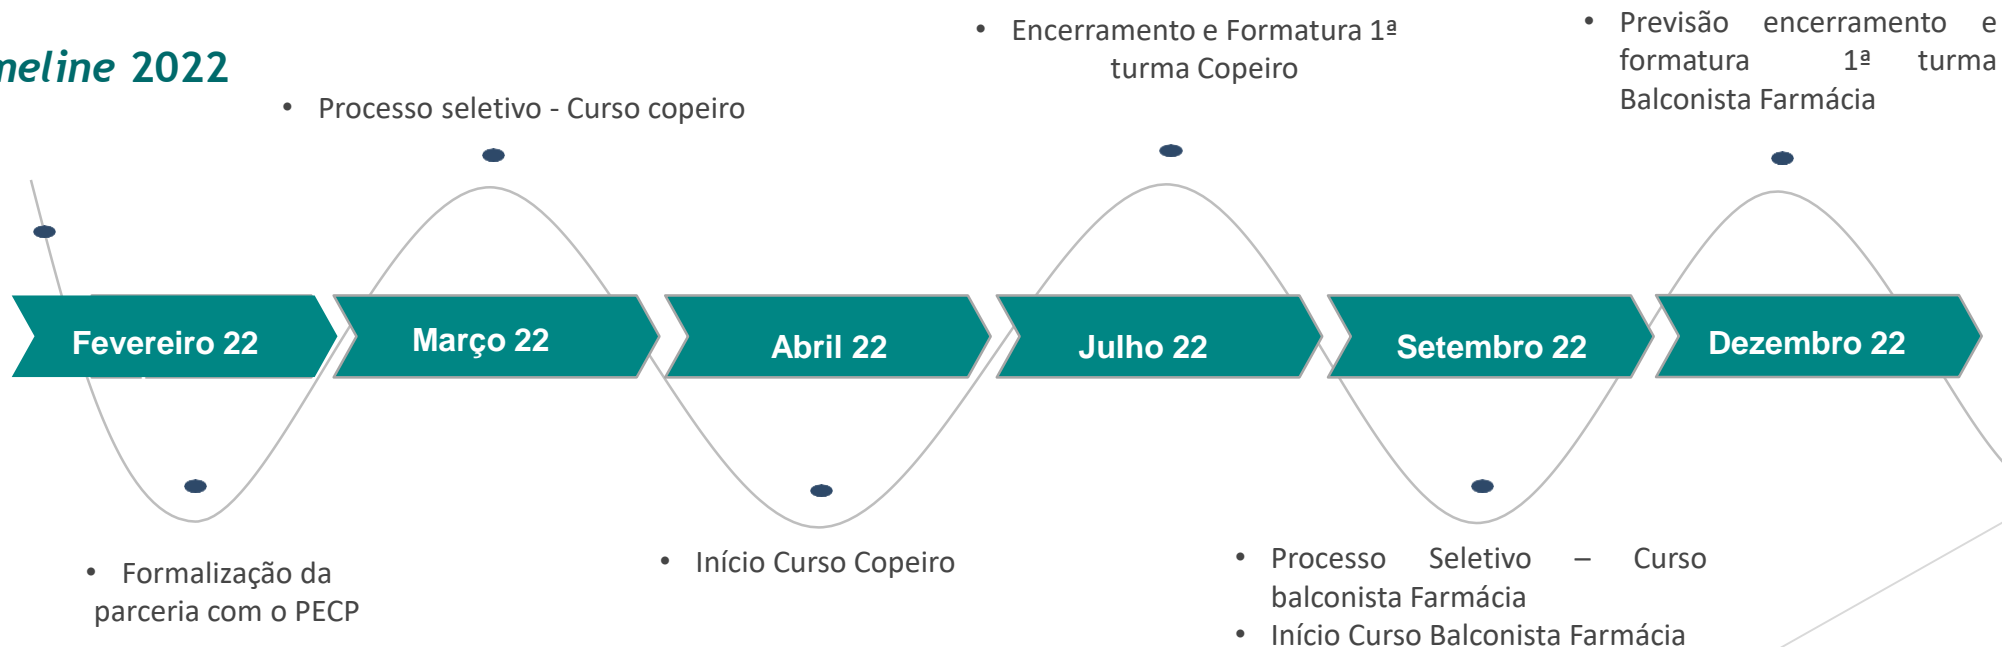 meline 2022
• Processo seletivo - Curso copeiro
• Encerramento e Formatura 1ª
turma Copeiro
• Previsão encerramento e
formatura 1ª turma
Balconista Farmácia
Fevereiro 22
Março 22
Abril 22
Julho 22
Setembro 22
Dezembro 22
• Formalização da
parceria com o PECP
• Início Curso Copeiro
• Processo Seletivo – Curso
balconista Farmácia
• Início Curso Balconista Farmácia